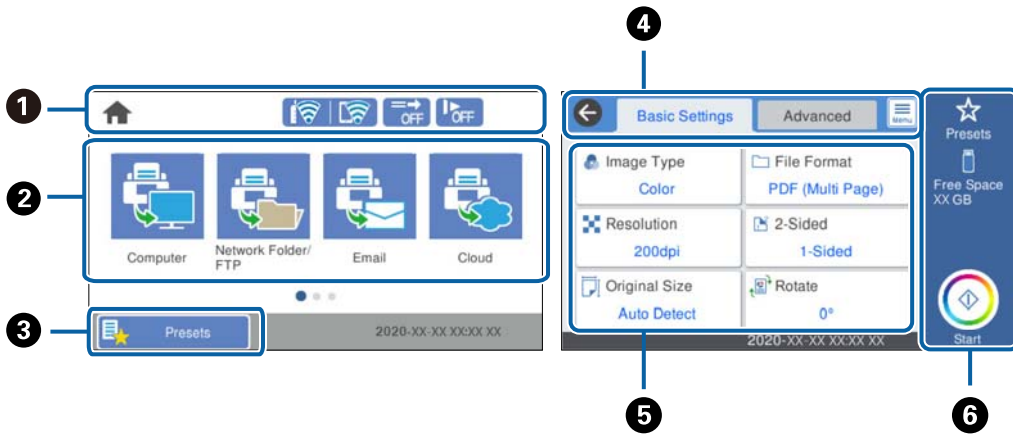 4
1
OFF
OFF
Basic Settings
Advanced
Menu
Presets
Free Space
XX GB
2
Computer
Network Folder/
FTP
Email
Cloud
Image Type
Color
File Format
PDF (Multi Page)
Resolution
200dpi
2-Sided
1-Sided
Original Size
Auto Detect
Rotate
0°
3
Presets
2020-XX-XX XX:XX XX
2020-XX-XX XX:XX XX
Start
5
6